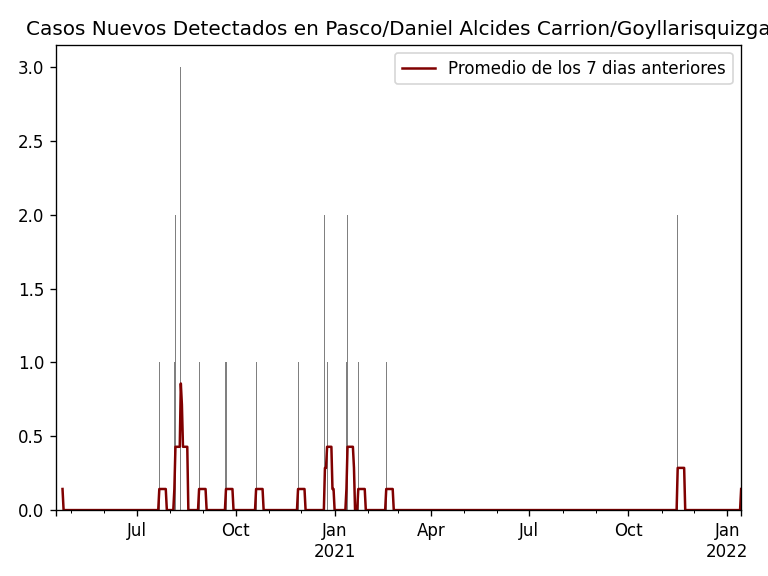 Casos Nuevos Detectados en Pasco/Daniel Alcides Carrion/Goyllarisquizga
Promedio de los 7 dias anteriores
3.0
2.5
2.0
1.5
1.0
0.5
0.0
Jul Oct Jan Apr Jul Oct Jan
2021 2022